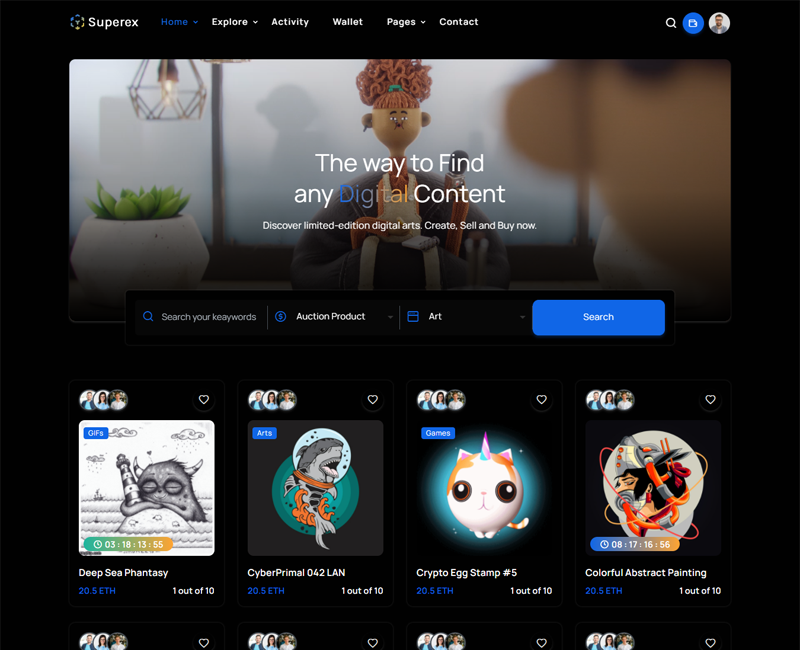 Superex Home Explore Activity Wallet Pages Contact
The way to Find
any Digital Content
Discover limited-edition digital arts. Create, Sell and Buy now.
Search your keaywords Auction Product Art Search
GIFs Arts Games
03 : 18 : 13 : 55 08 : 17 : 16 : 56
Deep Sea Phantasy CyberPrimal 042 LAN Crypto Egg Stamp #5 Colorful Abstract Painting
20.5 ETH 1 out of 10 20.5 ETH 1 out of 10 20.5 ETH 1 out of 10 20.5 ETH 1 out of 10